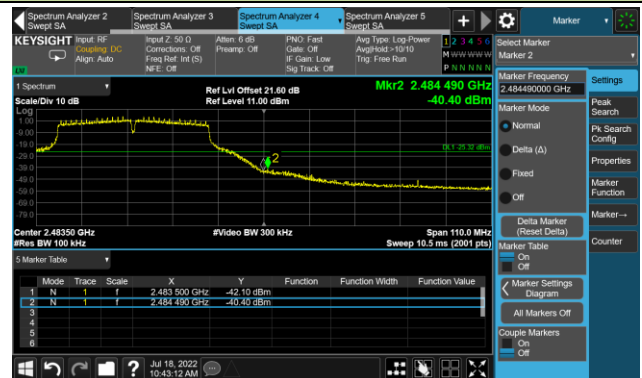 Spectrum Analyzer 2 Swept SA
Spectrum Analyzer 3 Swept SA
Spectrum Analyzer 4 Swept SA
Spectrum Analyzer 5 Swept SA
+
Marker
KEYSIGHT
Input: RF
Coupling: DC
Align: Auto
Input Z: 50 Ω
Corrections: Off
Freq Ref: Int (S)
NFE: Off
Atten: 6 dB
Preamp: Off
PNO: Fast
Gate: Off
IF Gain: Low
Sig Track: Off
Avg Type: Log-Power
Avg|Hold:>10/10
Trig: Free Run
1 2 3 4 5 6
M W W W W W
P N N N N N
LW
1 Spectrum
Scale/Div 10 dB
Ref Lvl Offset 21.60 dB
Ref Level 11.00 dBm
Mkr2 2.484 490 GHz
-40.40 dBm
Log
1.00
-9.00
-19.0
-29.0
-39.0
-49.0
-59.0
-69.0
-79.0
DL1 -25.32 dBm
2
Center 2.48350 GHz
#Res BW 100 kHz
#Video BW 300 kHz
Span 110.0 MHz
Sweep 10.5 ms (2001 pts)
5 Marker Table
Mode Trace Scale X Y Function Function Width Function Value
1 N 1 f 2.483 500 GHz -42.10 dBm
2 N 1 f 2.484 490 GHz -40.40 dBm
3
4
5
6
Select Marker
Marker 2
Marker Frequency
2.484490000 GHz
Marker Mode
Normal
Delta (Δ)
Fixed
Off
Delta Marker
(Reset Delta)
Marker Table
On
Off
Marker Settings
Diagram
All Markers Off
Couple Markers
On
Off
Settings
Peak
Search
Pk Search
Config
Properties
Marker
Function
Marker→
Counter
?
Jul 18, 2022
10:43:12 AM